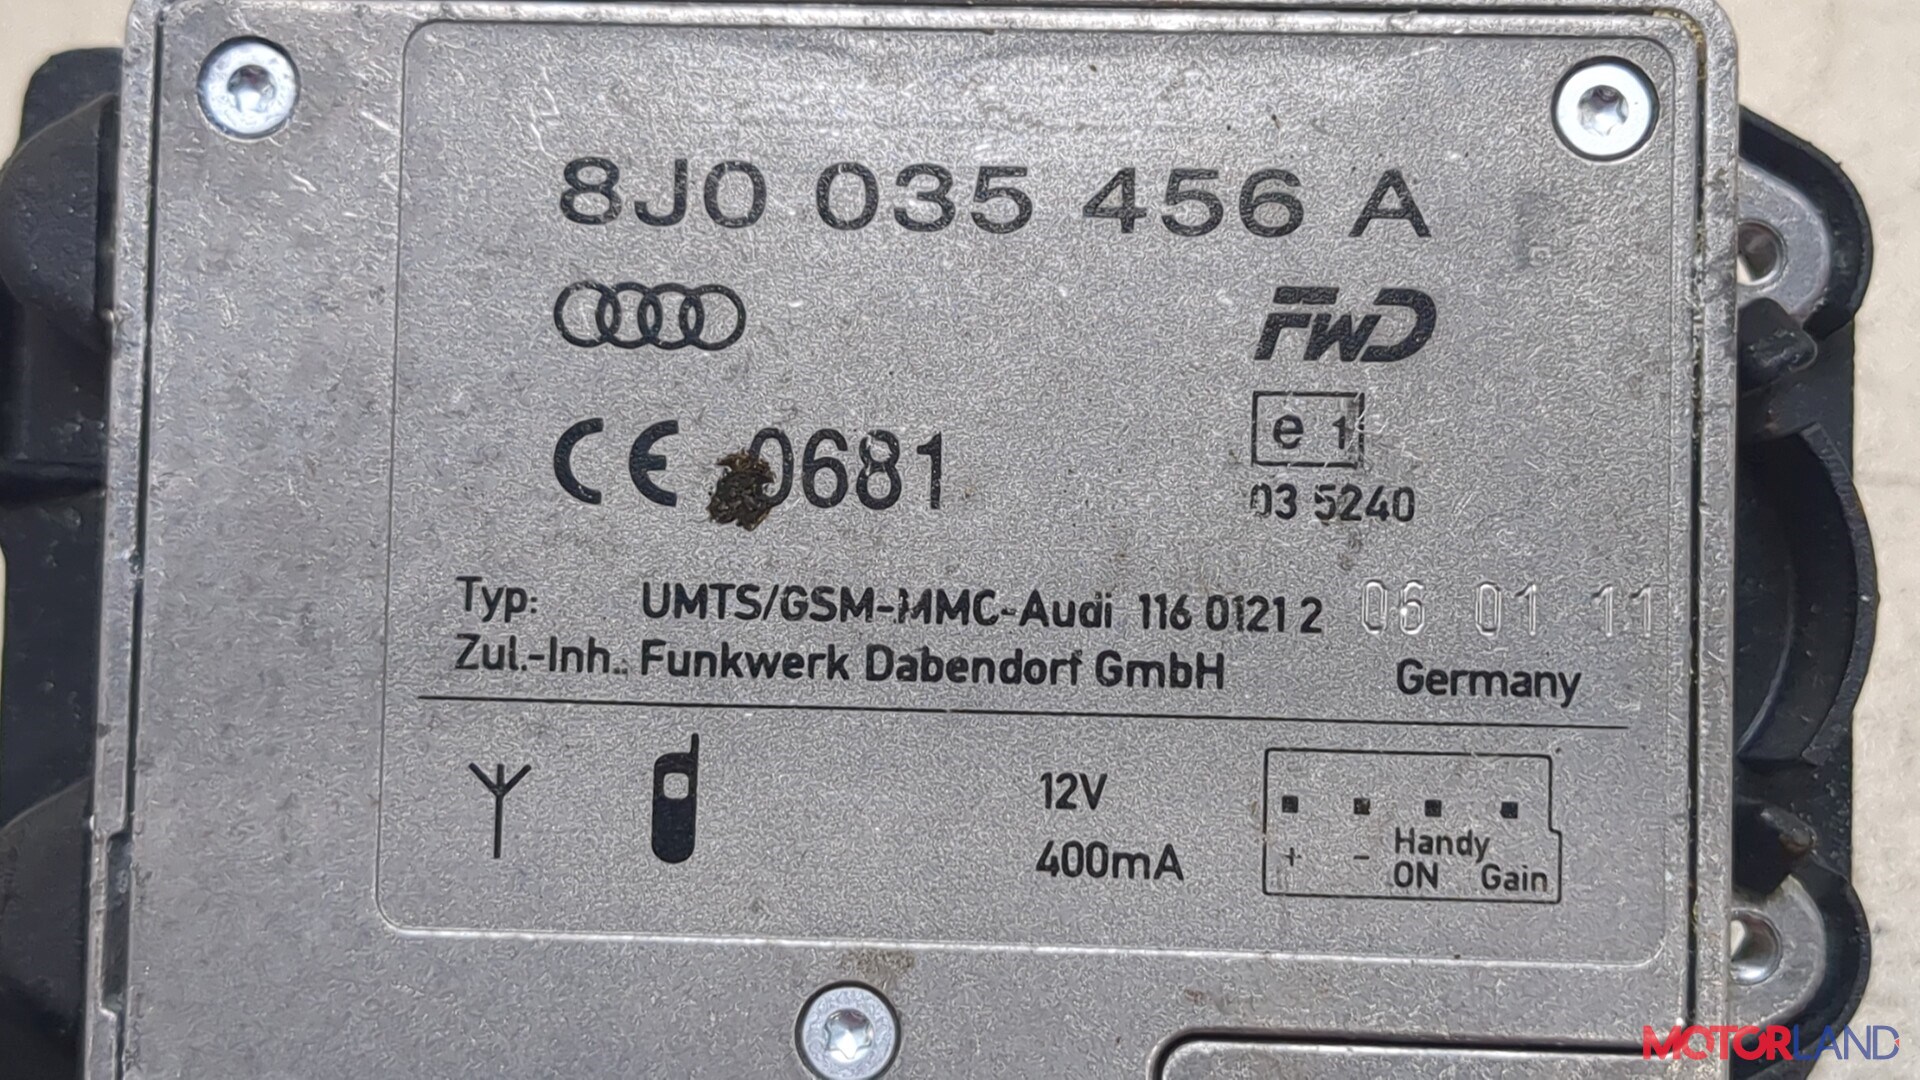 8J0 035 456 A
FWD
CE 0681
e 1
03 5240
Typ: UMTS/GSM-MMC-Audi 116 0121 2 06 01 11
Zul.-Inh.: Funkwerk Dabendorf GmbH Germany
12V
400mA
+ - Handy ON Gain
MOTORLAND